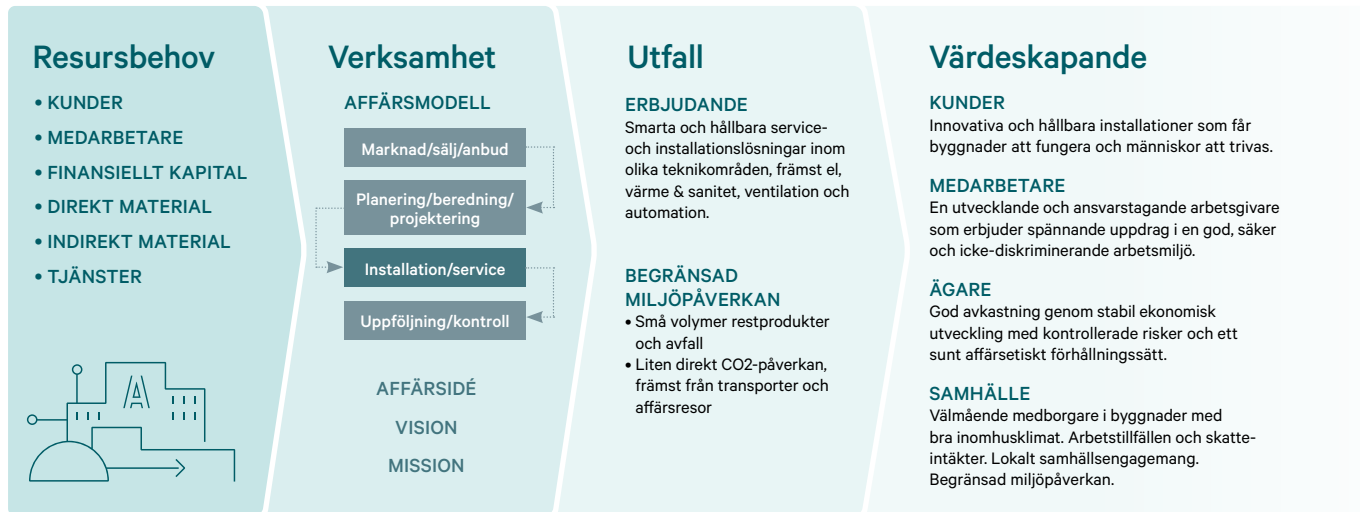 Resursbehov
• KUNDER
• MEDARBETARE
• FINANSIELLT KAPITAL
• DIREKT MATERIAL
• INDIREKT MATERIAL
• TJÄNSTER
A
Verksamhet
AFFÄRSMODELL
Marknad/sälj/anbud
Planering/beredning/
projektering
Installation/service
Uppföljning/kontroll
AFFÄRSIDÉ
VISION
MISSION
Utfall
ERBJUDANDE
Smarta och hållbara service-
och installationslösningar inom
olika teknikområden, främst el,
värme & sanitet, ventilation och
automation.
BEGRÄNSAD
MILJÖPÅVERKAN
• Små volymer restprodukter
och avfall
• Liten direkt CO2-påverkan,
främst från transporter och
affärsresor
Värdeskapande
KUNDER
Innovativa och hållbara installationer som får
byggnader att fungera och människor att trivas.
MEDARBETARE
En utvecklande och ansvarstagande arbetsgivare
som erbjuder spännande uppdrag i en god, säker
och icke-diskriminerande arbetsmiljö.
ÄGARE
God avkastning genom stabil ekonomisk
utveckling med kontrollerade risker och ett
sunt affärsetiskt förhållningssätt.
SAMHÄLLE
Välmående medborgare i byggnader med
bra inomhusklimat. Arbetstillfällen och skatte-
intäkter. Lokalt samhällsengagemang.
Begränsad miljöpåverkan.